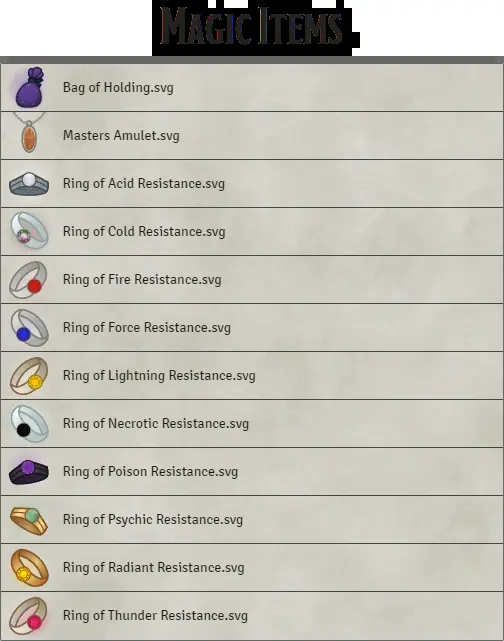 Magic Items
Bag of Holding.svg
Masters Amulet.svg
Ring of Acid Resistance.svg
Ring of Cold Resistance.svg
Ring of Fire Resistance.svg
Ring of Force Resistance.svg
Ring of Lightning Resistance.svg
Ring of Necrotic Resistance.svg
Ring of Poison Resistance.svg
Ring of Psychic Resistance.svg
Ring of Radiant Resistance.svg
Ring of Thunder Resistance.svg